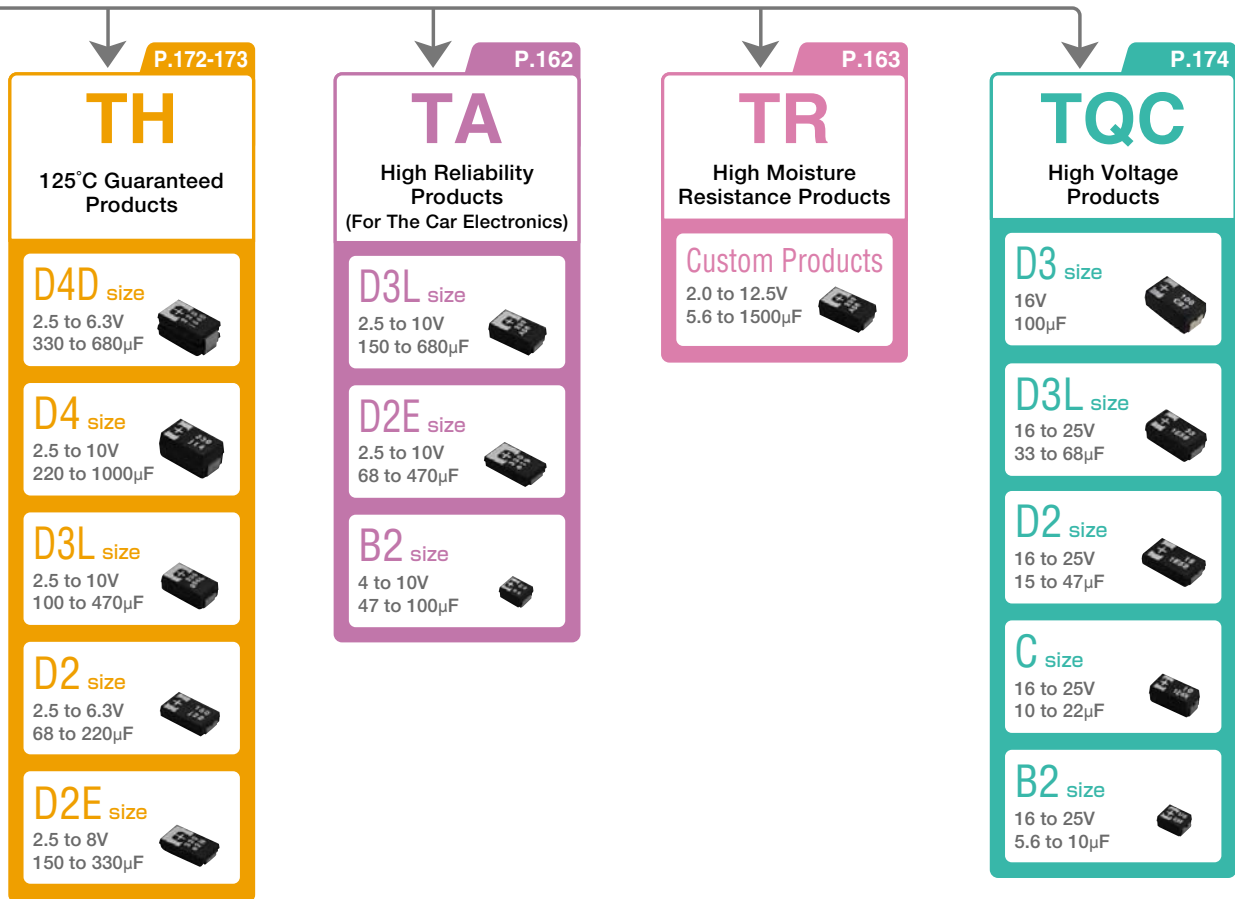 P.172-173
TH
125°C Guaranteed
Products
D4D size
2.5 to 6.3V
330 to 680µF
D4 size
2.5 to 10V
220 to 1000µF
D3L size
2.5 to 10V
100 to 470µF
D2 size
2.5 to 6.3V
68 to 220µF
D2E size
2.5 to 8V
150 to 330µF
P.162
TA
High Reliability
Products
(For The Car Electronics)
D3L size
2.5 to 10V
150 to 680µF
D2E size
2.5 to 10V
68 to 470µF
B2 size
4 to 10V
47 to 100µF
P.163
TR
High Moisture
Resistance Products
Custom Products
2.0 to 12.5V
5.6 to 1500µF
P.174
TQC
High Voltage
Products
D3 size
16V
100µF
D3L size
16 to 25V
33 to 68µF
D2 size
16 to 25V
15 to 47µF
C size
16 to 25V
10 to 22µF
B2 size
16 to 25V
5.6 to 10µF